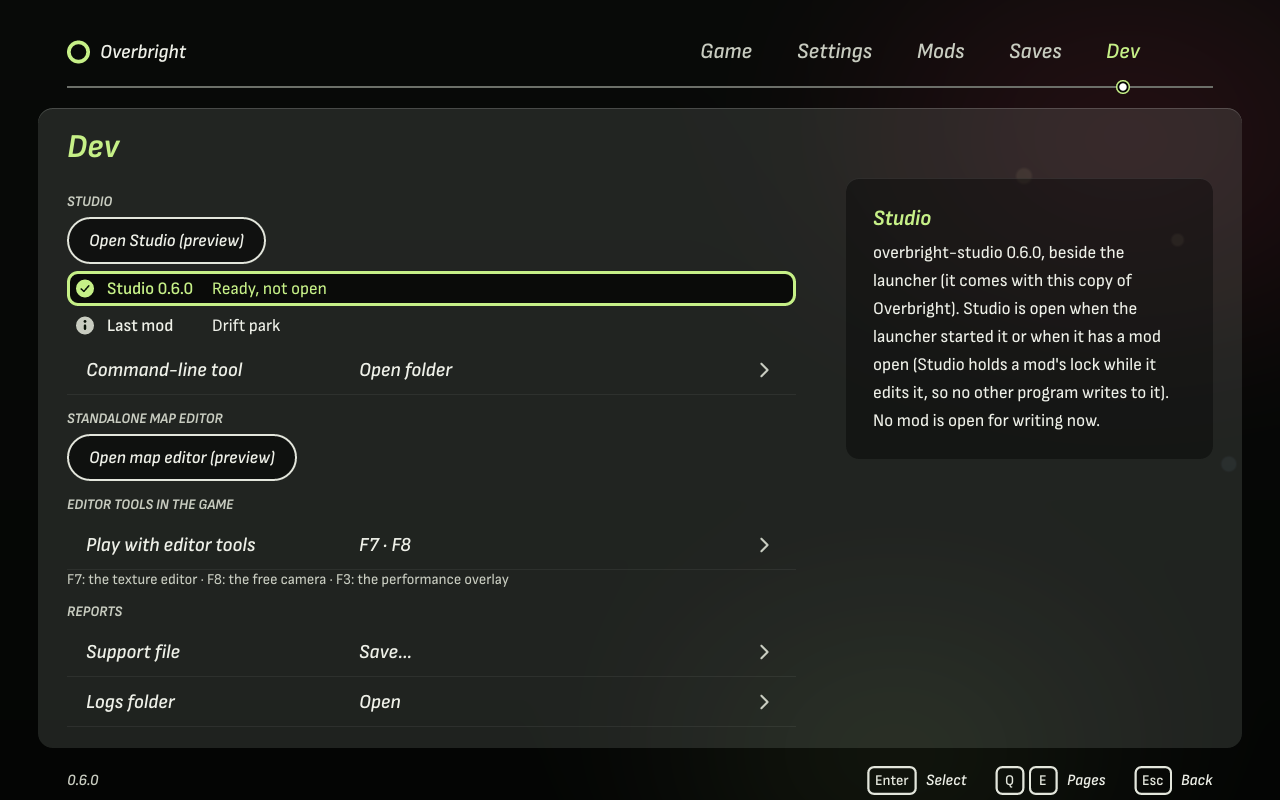 Overbright
Game Settings Mods Saves Dev
Dev
STUDIO
Open Studio (preview)
Studio 0.6.0 Ready, not open
Last mod Drift park
Command-line tool Open folder
STANDALONE MAP EDITOR
Open map editor (preview)
EDITOR TOOLS IN THE GAME
Play with editor tools F7 · F8
F7: the texture editor · F8: the free camera · F3: the performance overlay
REPORTS
Support file Save...
Logs folder Open
Studio
overbright-studio 0.6.0, beside the
launcher (it comes with this copy of
Overbright). Studio is open when the
launcher started it or when it has a mod
open (Studio holds a mod's lock while it
edits it, so no other program writes to it).
No mod is open for writing now.
0.6.0
Enter Select Q E Pages Esc Back